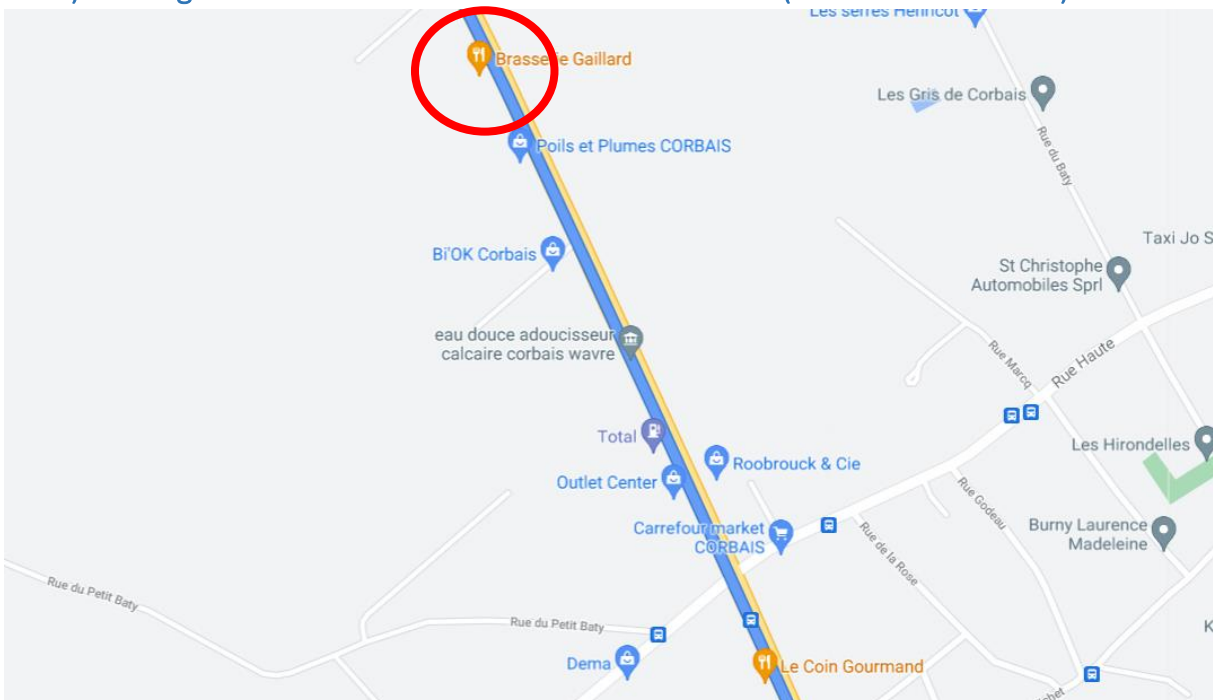 Les serres Henricot
Brasserie Gaillard
Les Gris de Corbais
Poils et Plumes CORBAIS
Rue du Baty
Bi'OK Corbais
Taxi Jo S
St Christophe
Automobiles Sprl
eau douce adoucisseur
calcaire corbais wavre
Rue Marcq
Rue Haute
Total
Roobrouck & Cie
Les Hirondelles
Outlet Center
Rue Godeau
Carrefour market
CORBAIS
Rue de la Rose
Burny Laurence
Madeleine
Rue du Petit Baty
Rue du Petit Baty
K
Dema
Le Coin Gourmand